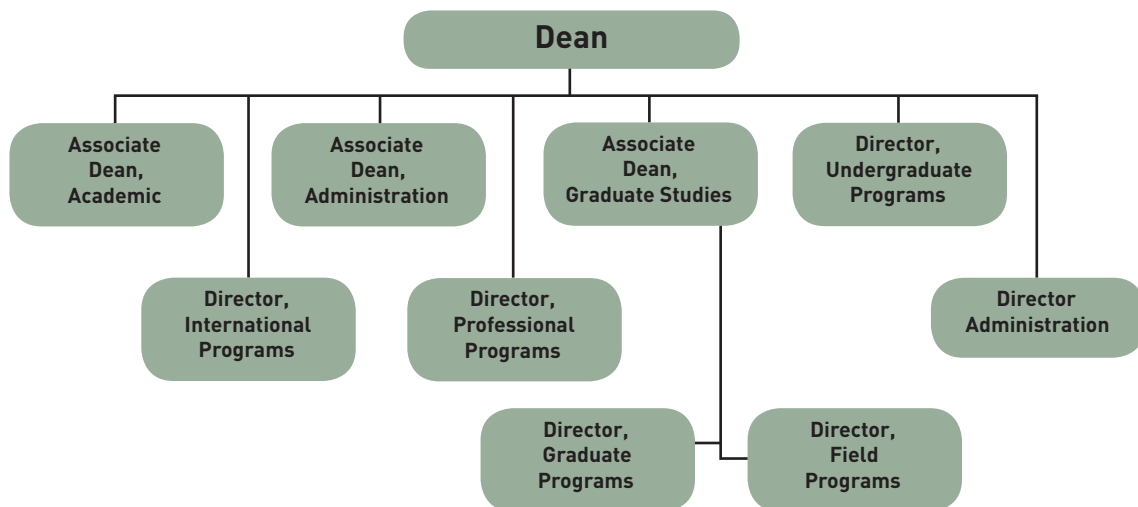 Dean
Associate
Dean,
Academic
Associate
Dean,
Administration
Associate
Dean,
Graduate Studies
Director,
Undergraduate
Programs
Director,
International
Programs
Director,
Professional
Programs
Director
Administration
Director,
Graduate
Programs
Director,
Field
Programs